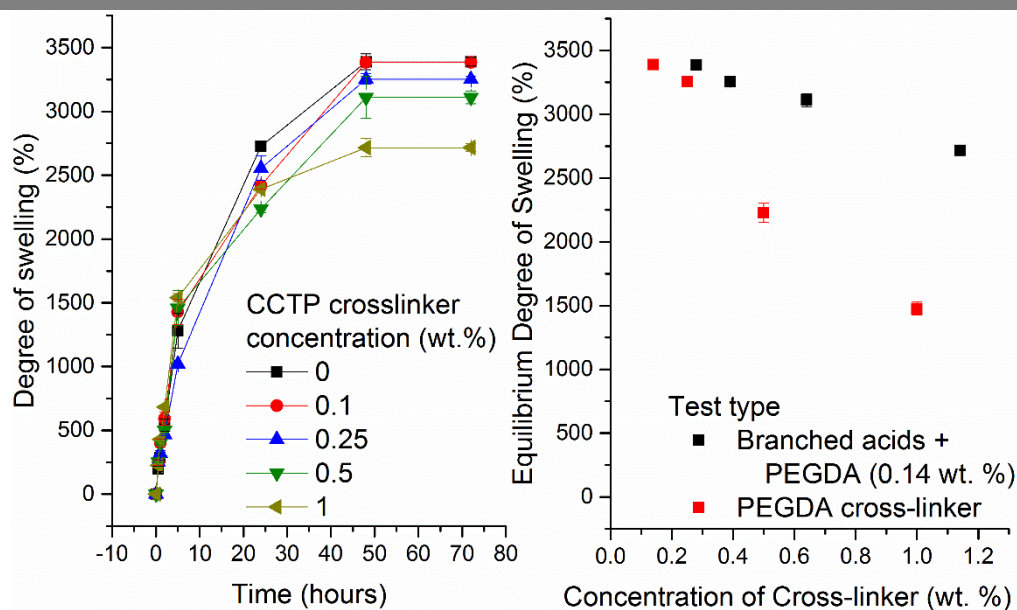 Degree of swelling (%)
3500
3000
2500
2000
1500
1000
500
0
CCTP crosslinker
concentration (wt.%)
0
0.1
0.25
0.5
1
-10 0 10 20 30 40 50 60 70 80
Time (hours)
Equilibrium Degree of Swelling (%)
3500
3000
2500
2000
1500
1000
500
0
Test type
Branched acids +
PEGDA (0.14 wt. %)
PEGDA cross-linker
0.0 0.2 0.4 0.6 0.8 1.0 1.2
Concentration of Cross-linker (wt. %)